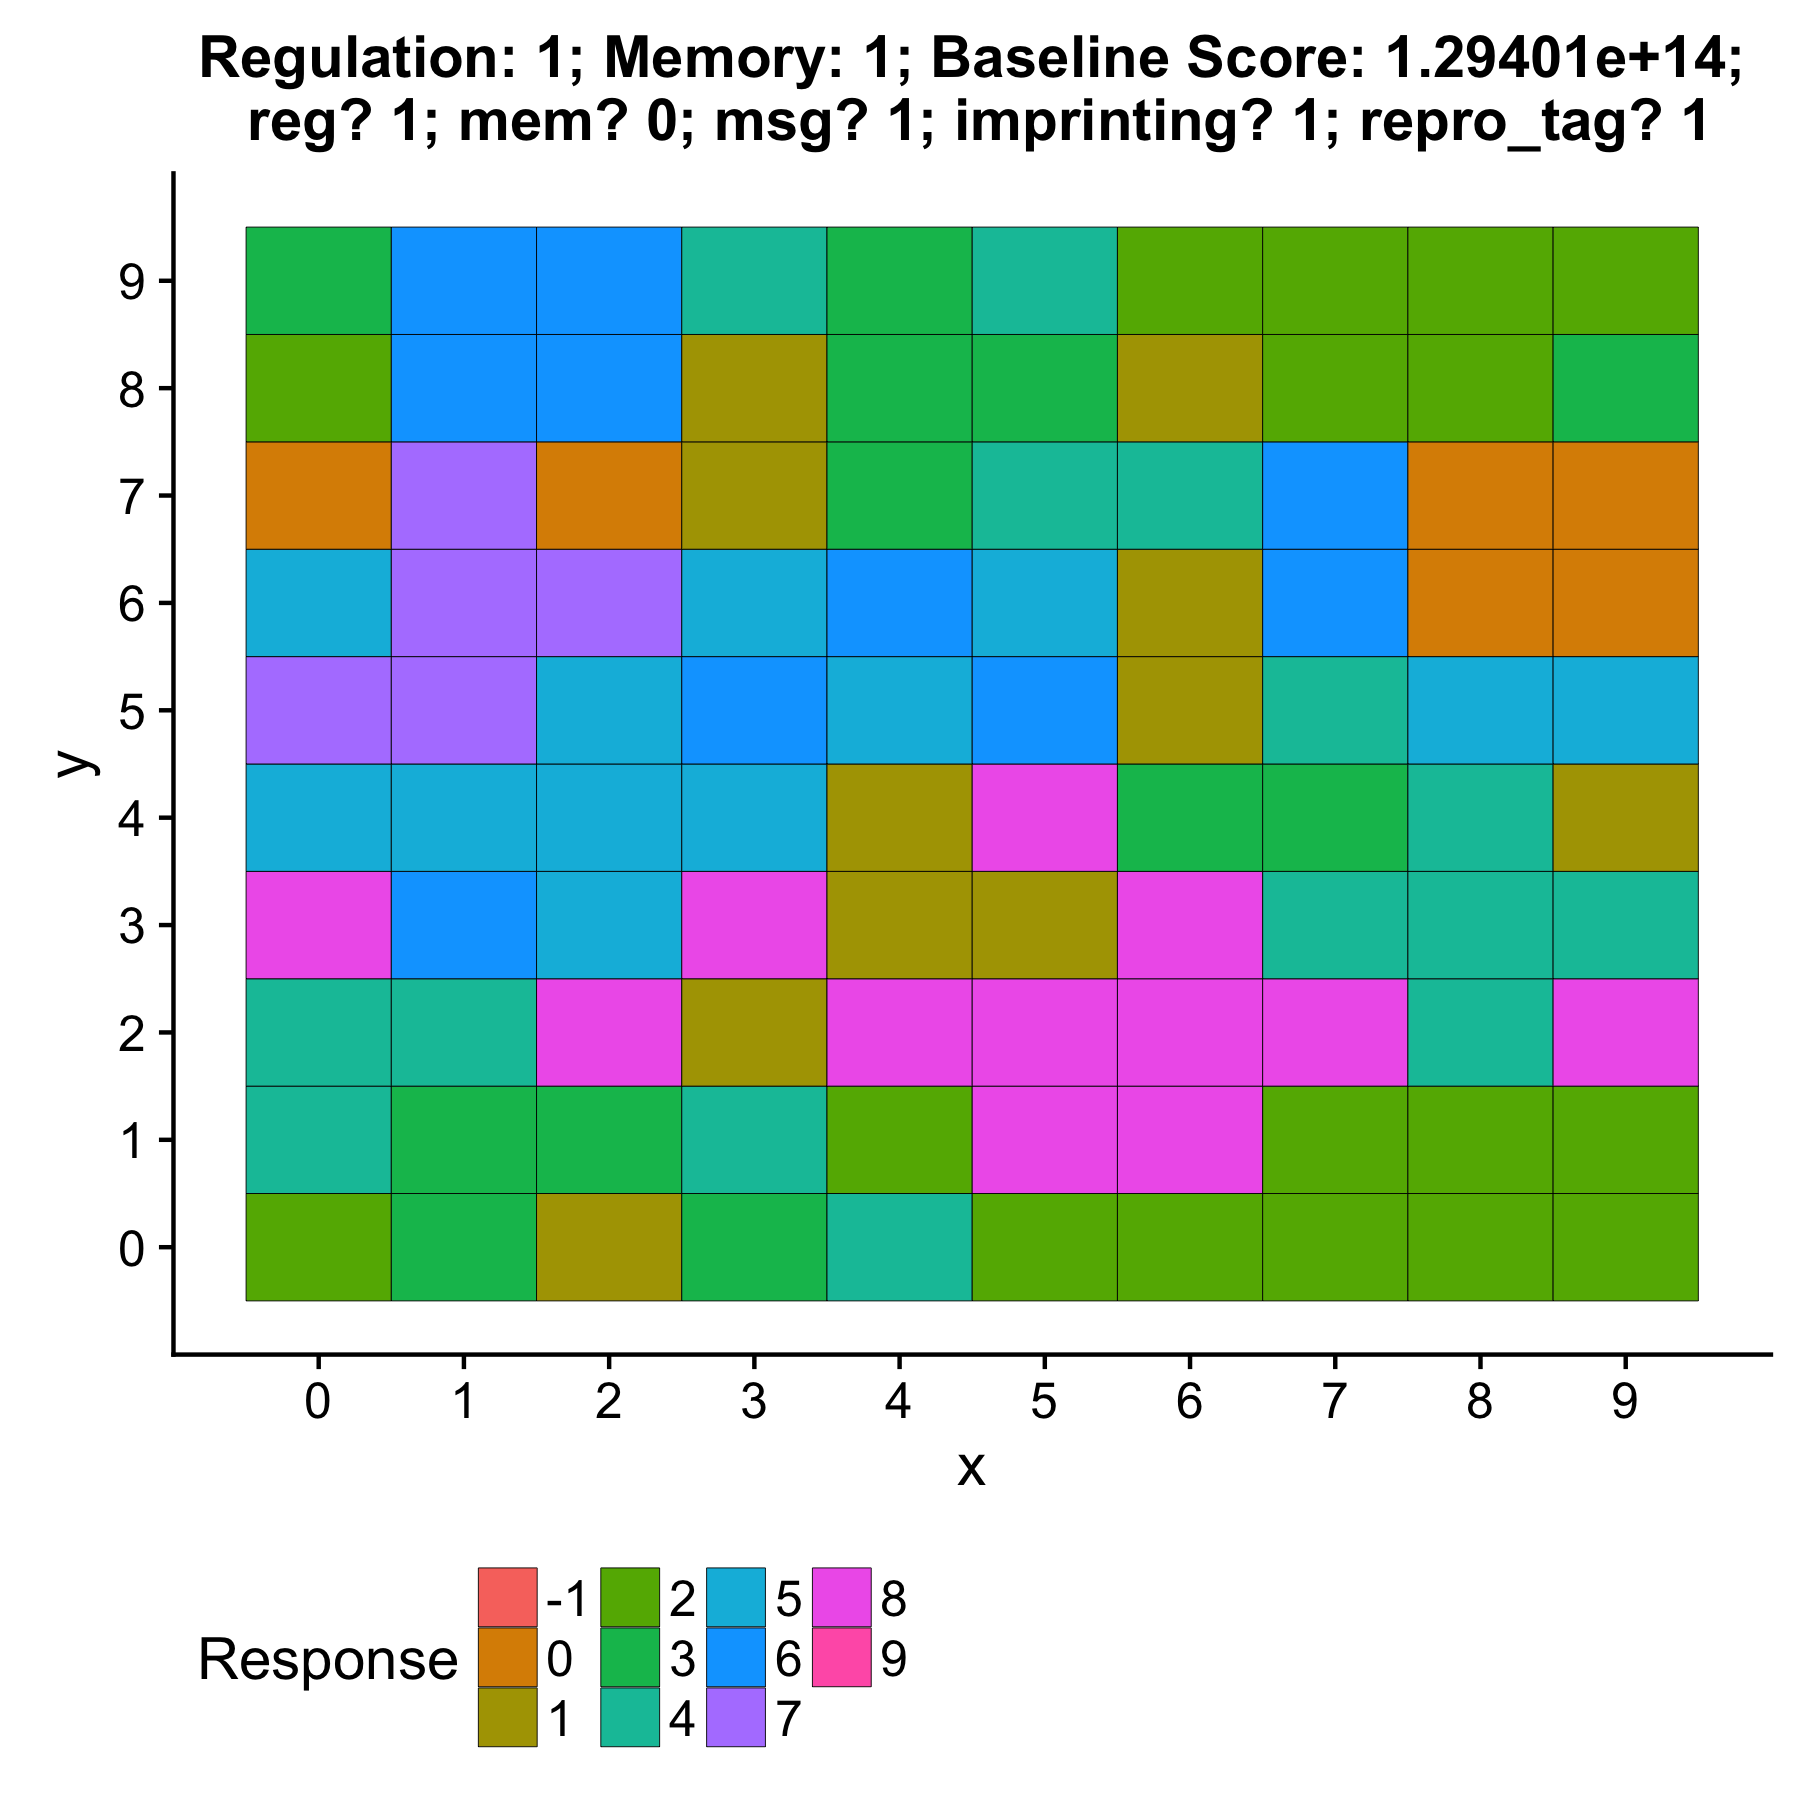 Regulation: 1; Memory: 1; Baseline Score: 1.29401e+14;
reg? 1; mem? 0; msg? 1; imprinting? 1; repro_tag? 1
9
8
7
6
5
4
3
2
1
0
y
0 1 2 3 4 5 6 7 8 9
x
Response
-1 2 5 8
0 3 6 9
1 4 7